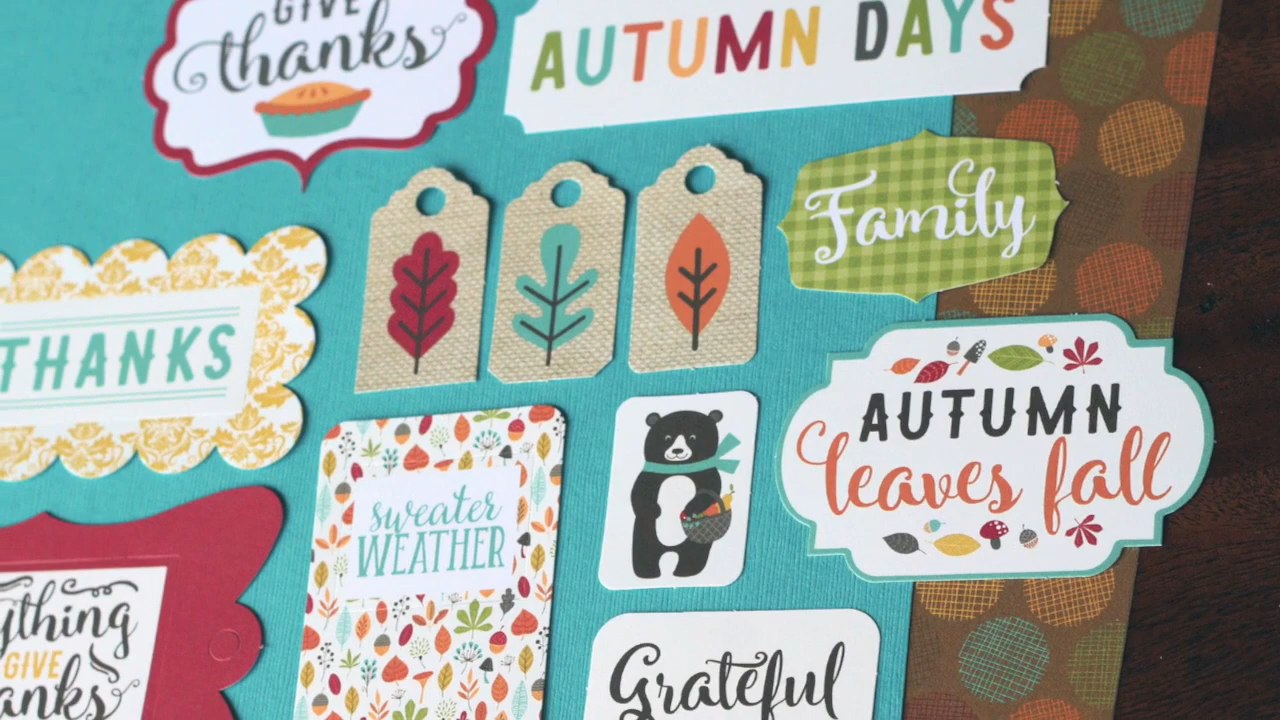 GIVE
thanks
AUTUMN DAYS
Family
THANKS
AUTUMN
leaves fall
sweater
WEATHER
GIVE
Grateful